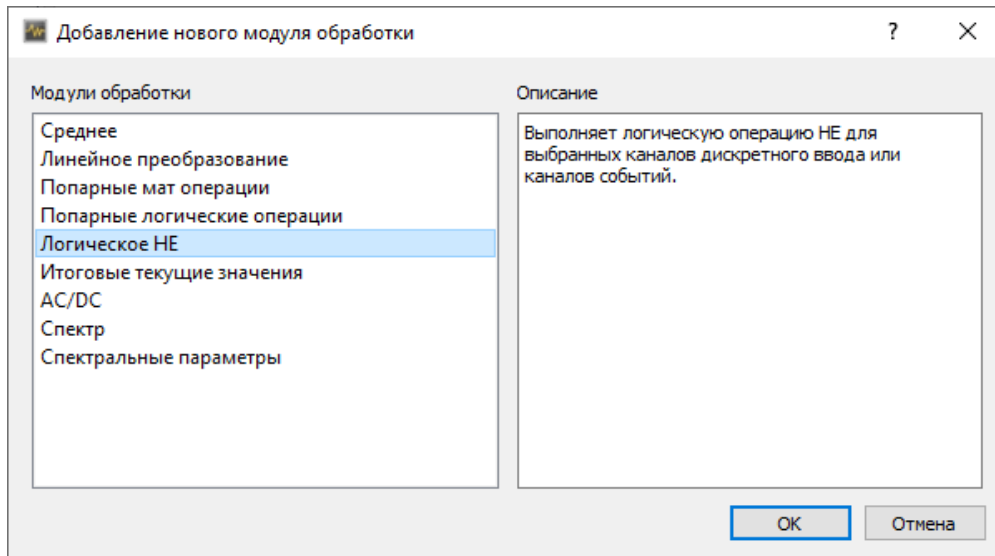 Добавление нового модуля обработки
?
Модули обработки
Среднее
Линейное преобразование
Попарные мат операции
Попарные логические операции
Логическое НЕ
Итоговые текущие значения
AC/DC
Спектр
Спектральные параметры
Описание
Выполняет логическую операцию НЕ для
выбранных каналов дискретного ввода или
каналов событий.
OK
Отмена